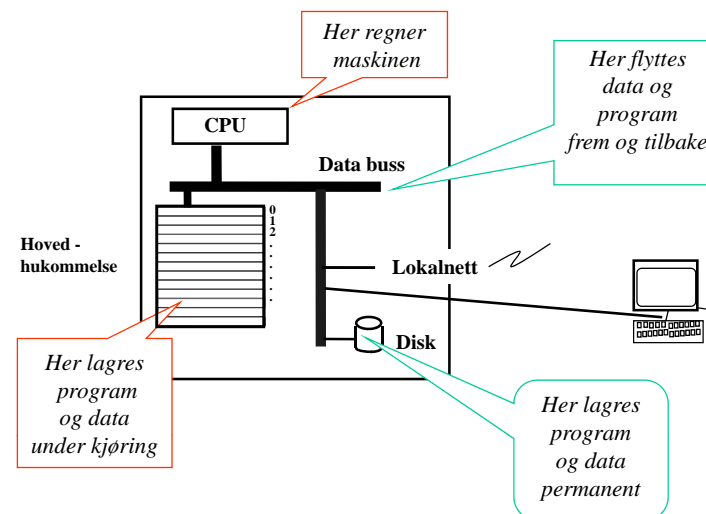 Her regner
maskinen
Her flyttes
data og
program
frem og tilbake
CPU
Data buss
0
1
2
.
.
.
.
.
.
Hoved -
hukommelse
Lokalnett
Disk
Her lagres
program
og data
under kjøring
Her lagres
program
og data
permanent